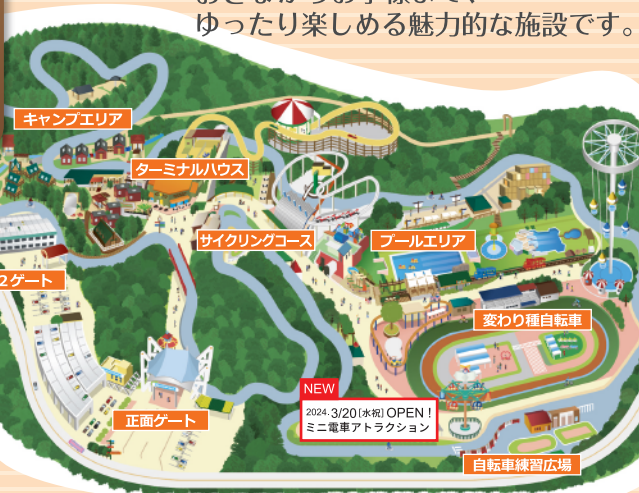 ゆったり楽しめる魅力的な施設です。
キャンプエリア
ターミナルハウス
サイクリングコース
プールエリア
2ゲート
変わり種自転車
NEW
2024.3/20[水祝]OPEN!
ミニ電車アトラクション
正面ゲート
自転車練習広場